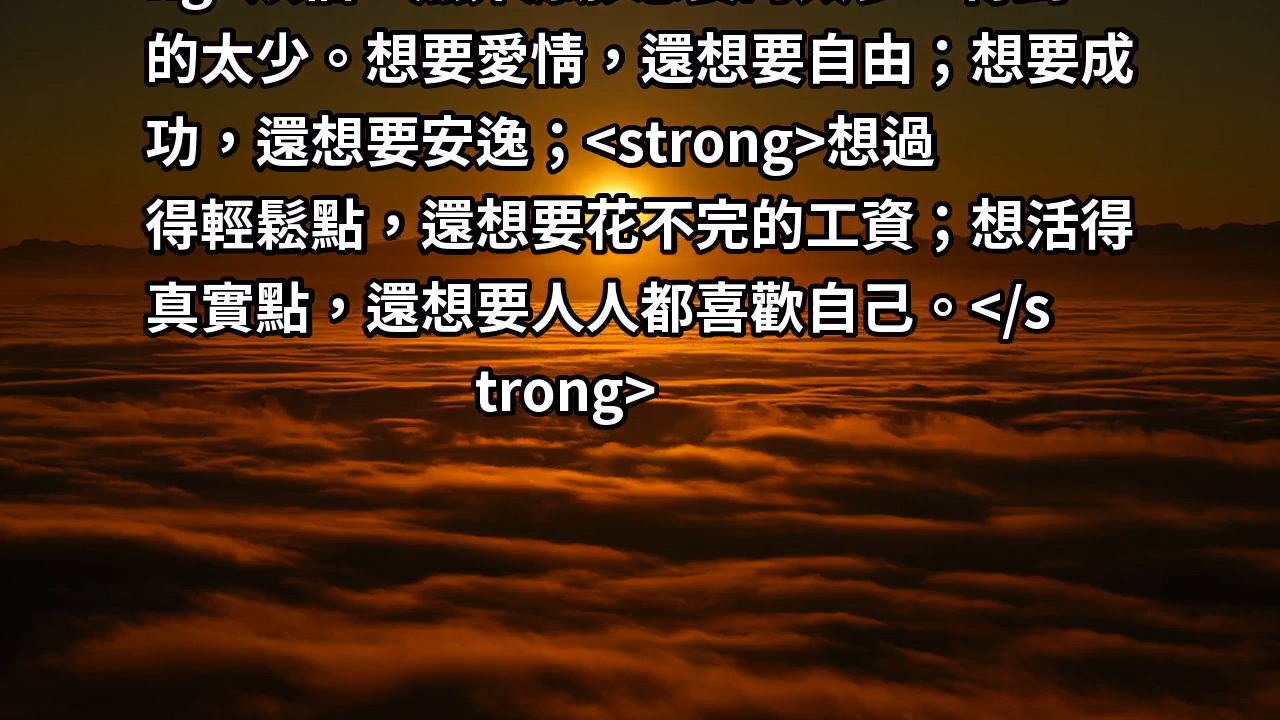 的太少。想要愛情，還想要自由；想要成
功，還想要安逸；<strong>想過
得輕鬆點，還想要花不完的工資；想活得
真實點，還想要人人都喜歡自己。</s
trong>